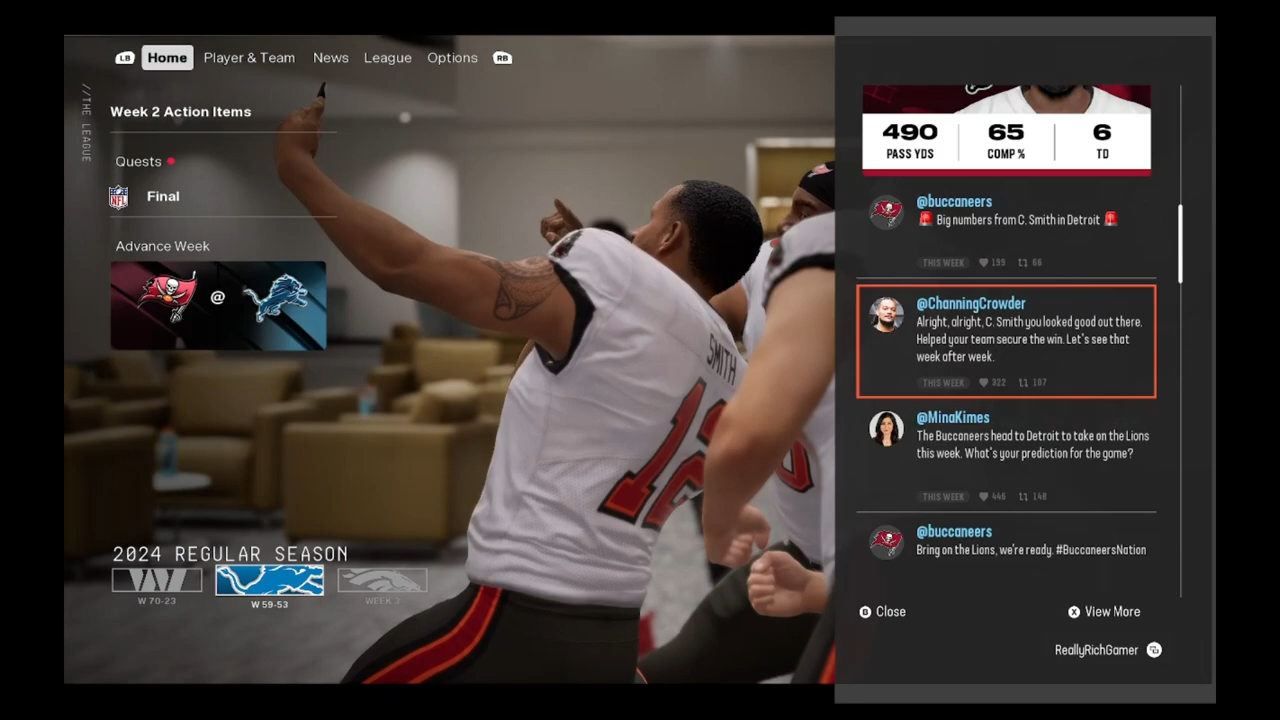 LB Home Player & Team News League Options RB
//THE LEAGUE
Week 2 Action Items
Quests
NFL Final
Advance Week
@
SMITH
12
2024 REGULAR SEASON
W 70-23
W 59-53
WEEK 3
490 65 6
PASS YDS COMP % TD
@buccaneers
🚨 Big numbers from C. Smith in Detroit 🚨
THIS WEEK 199 66
@ChanningCrowder
Alright, alright, C. Smith you looked good out there.
Helped your team secure the win. Let's see that
week after week.
THIS WEEK 322 107
@MinaKimes
The Buccaneers head to Detroit to take on the Lions
this week. What's your prediction for the game?
THIS WEEK 446 148
@buccaneers
Bring on the Lions, we're ready. #BuccaneersNation
B Close X View More
ReallyRichGamer